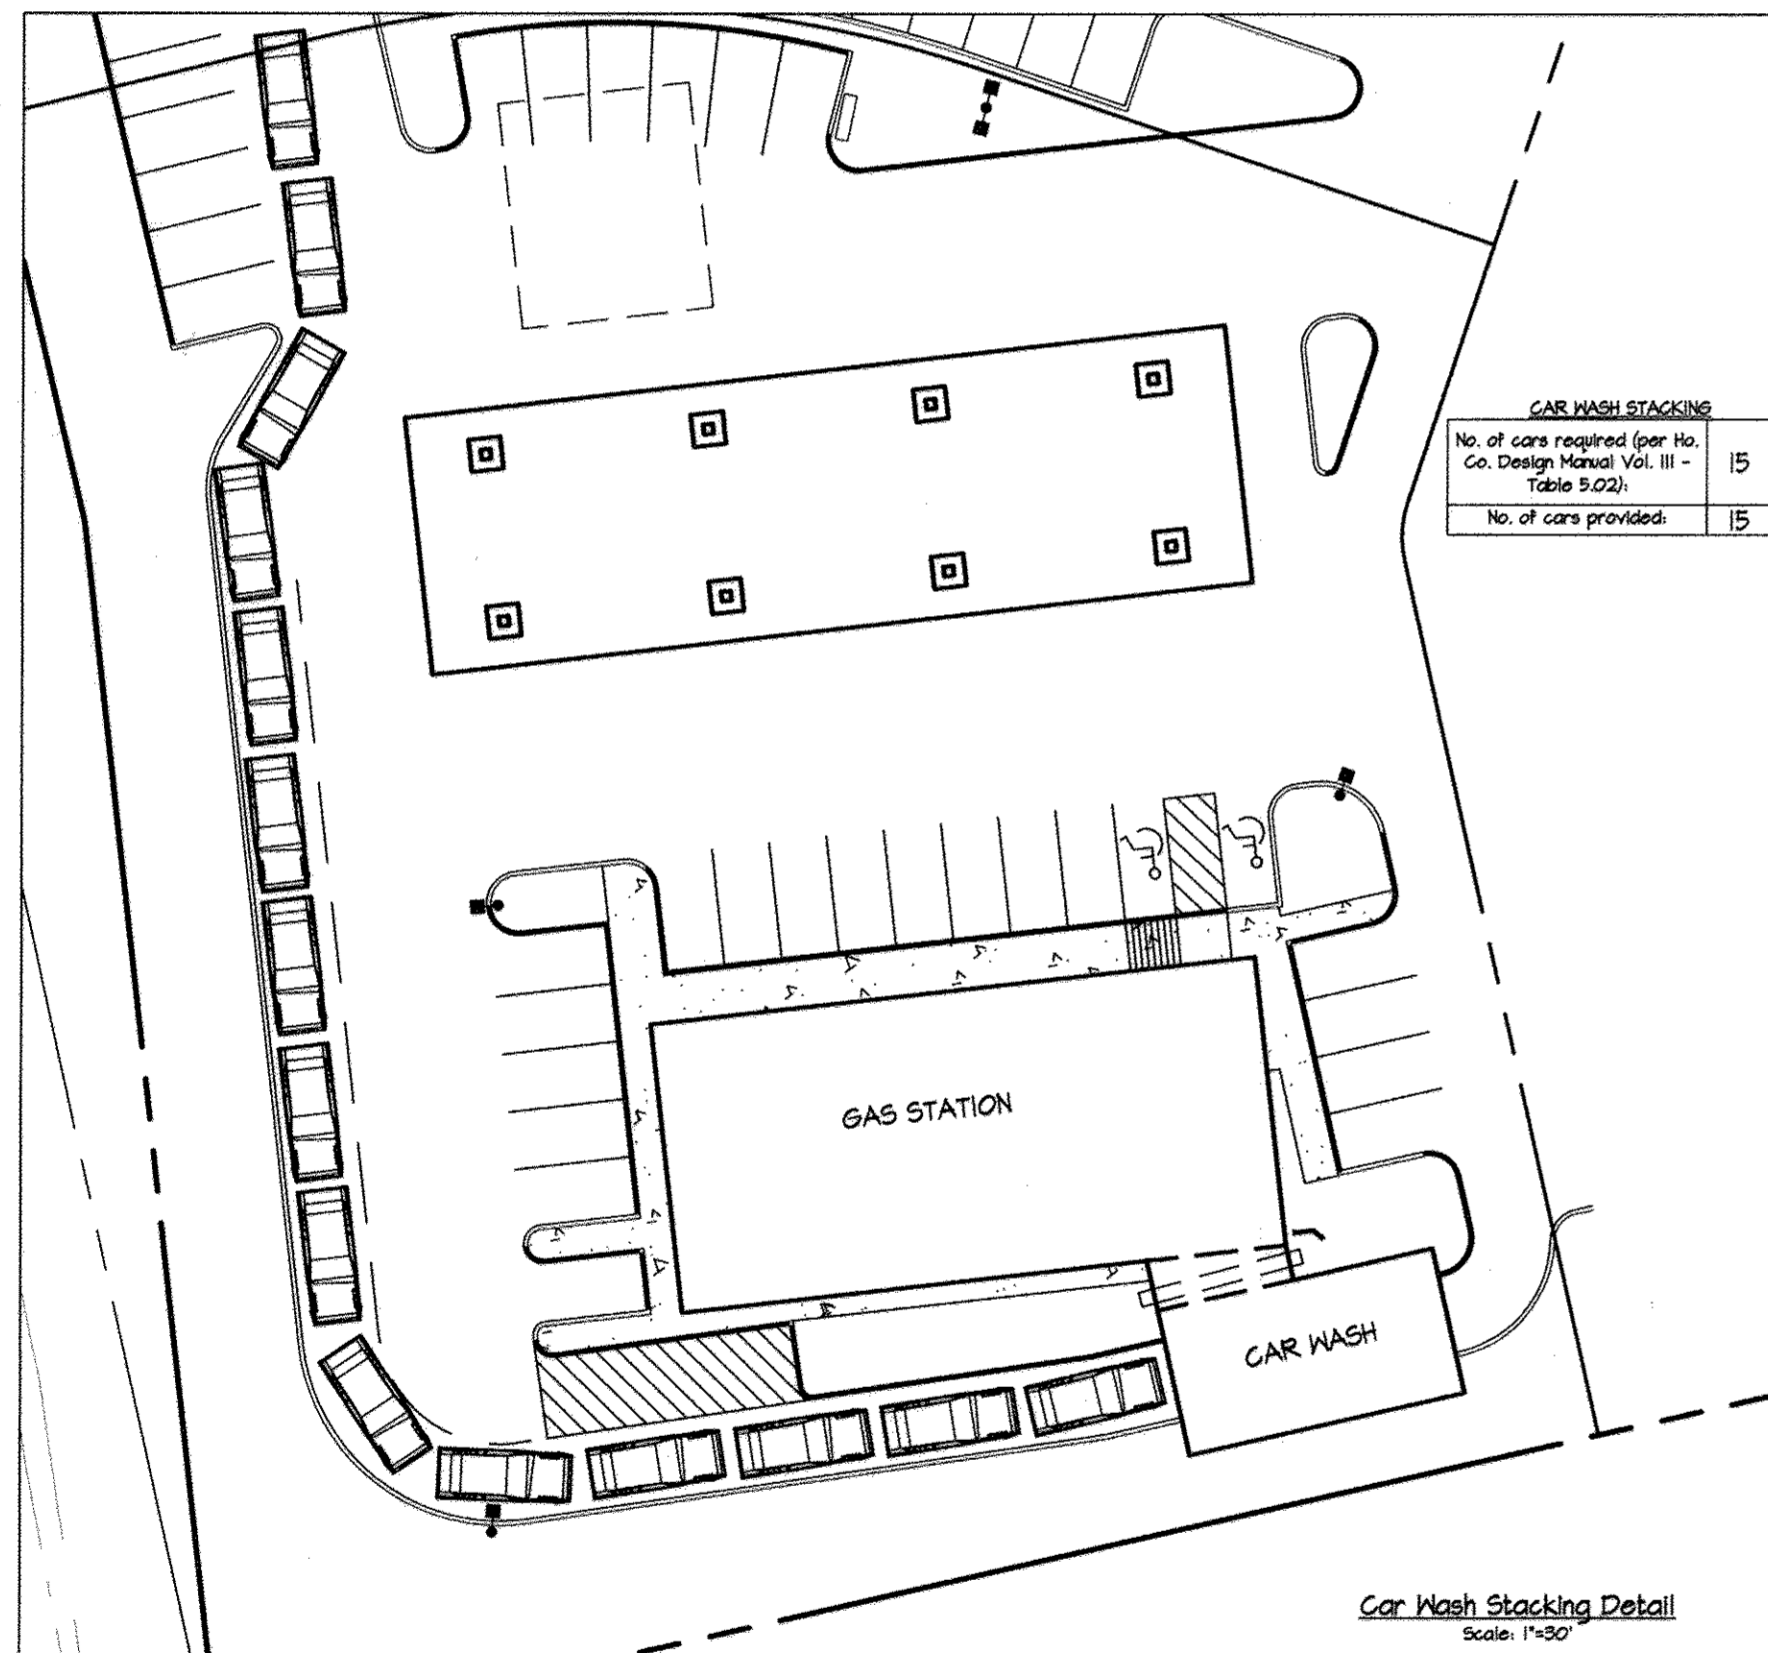 CAR WASH STACKING
No. of cars required (per Ho.
Co. Design Manual Vol. III -
Table 5.02):
15
No. of cars provided:
15
GAS STATION
CAR WASH
Car Wash Stacking Detail
Scale: 1"=30'